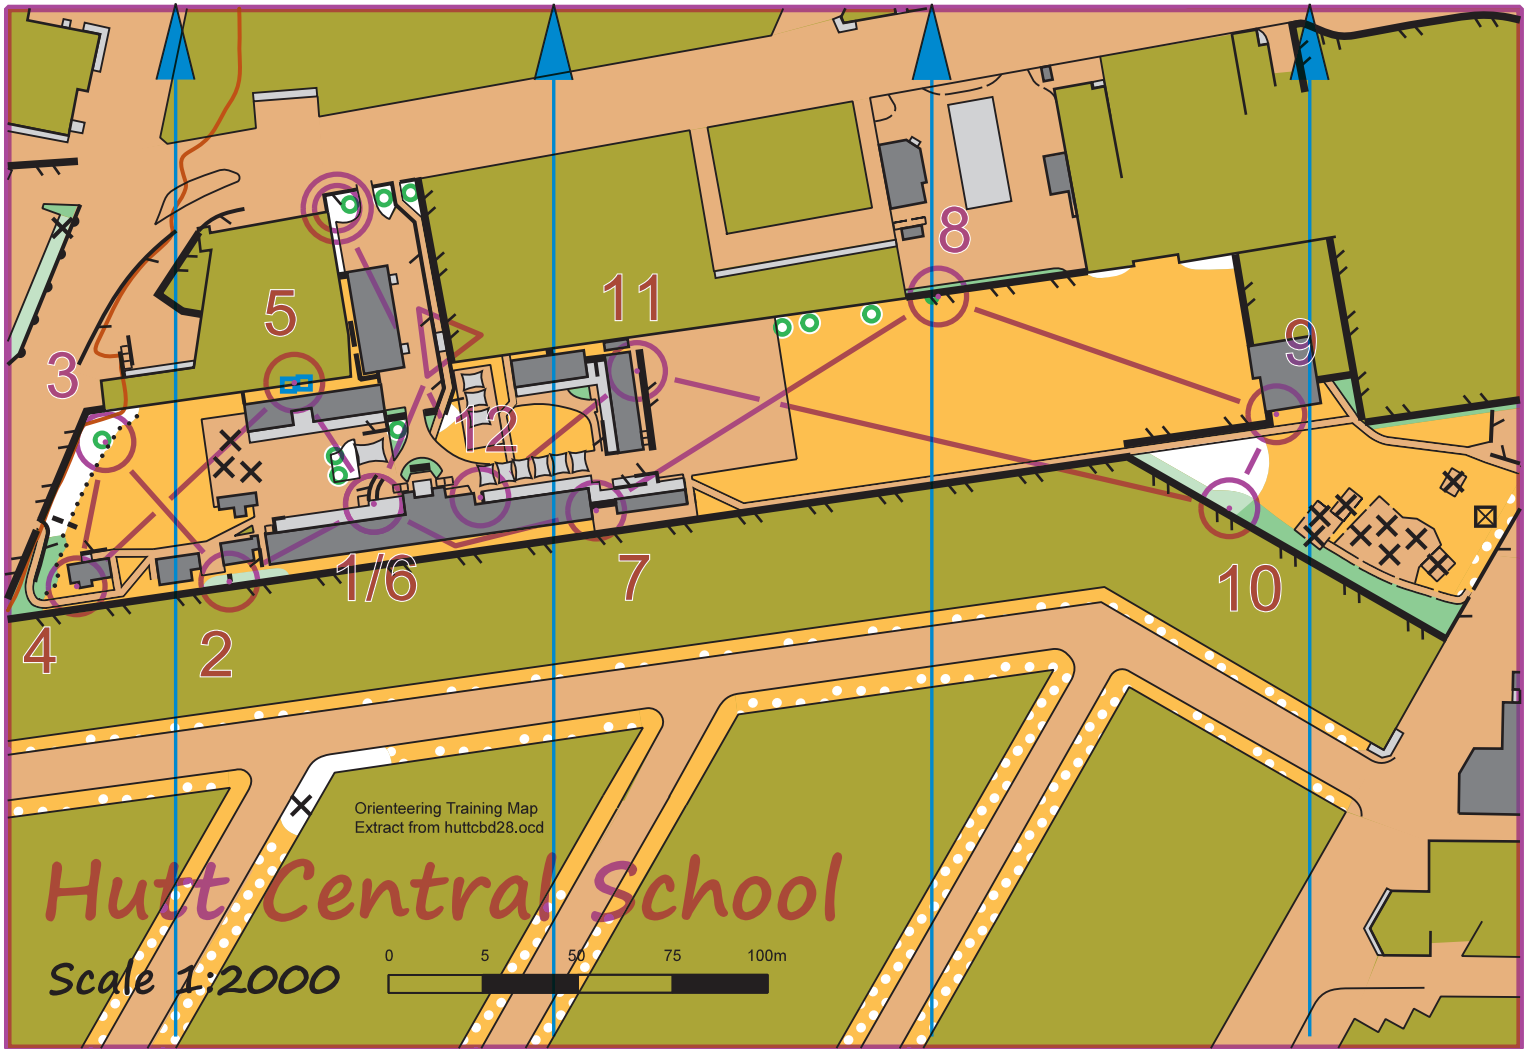 8
11
5
9
3
12
1/6
7
10
4
2
Orienteering Training Map
Extract from huttcbd28.ocd
Hutt Central School
Scale 1:2000
0 5 50 75 100m